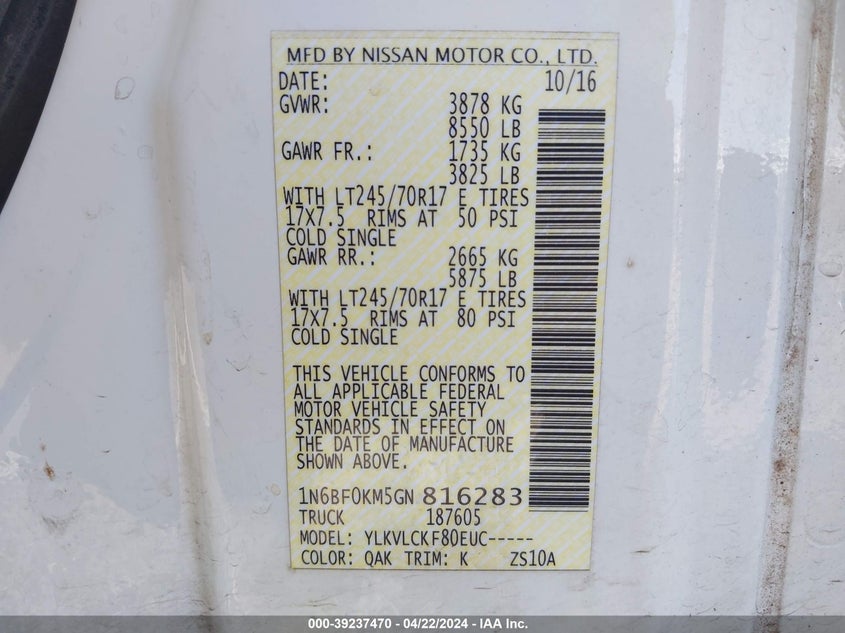 MFD BY NISSAN MOTOR CO., LTD.
DATE: 10/16
GVWR: 3878 KG
8550 LB
GAWR FR.: 1735 KG
3825 LB
WITH LT245/70R17 E TIRES
17X7.5 RIMS AT 50 PSI
COLD SINGLE
GAWR RR.: 2665 KG
5875 LB
WITH LT245/70R17 E TIRES
17X7.5 RIMS AT 80 PSI
COLD SINGLE
THIS VEHICLE CONFORMS TO
ALL APPLICABLE FEDERAL
MOTOR VEHICLE SAFETY
STANDARDS IN EFFECT ON
THE DATE OF MANUFACTURE
SHOWN ABOVE.
1N6BF0KM5GN 816283
TRUCK 187605
MODEL: YLKVLCKF80EUC-----
COLOR: QAK TRIM: K ZS10A
000-39237470 - 04/22/2024 - IAA Inc.